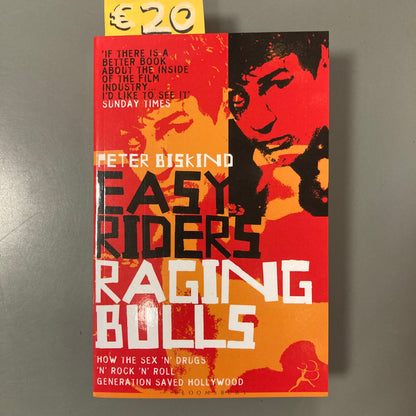 €20
'IF THERE IS A
BETTER BOOK
ABOUT THE INSIDE
OF THE FILM
INDUSTRY...
I'D LIKE TO SEE IT'
SUNDAY TIMES
PETER BISKIND
EASY
RIDERS
RAGING
BULLS
HOW THE SEX 'N' DRUGS
'N' ROCK 'N' ROLL
GENERATION SAVED HOLLYWOOD
BLOOMSBURY